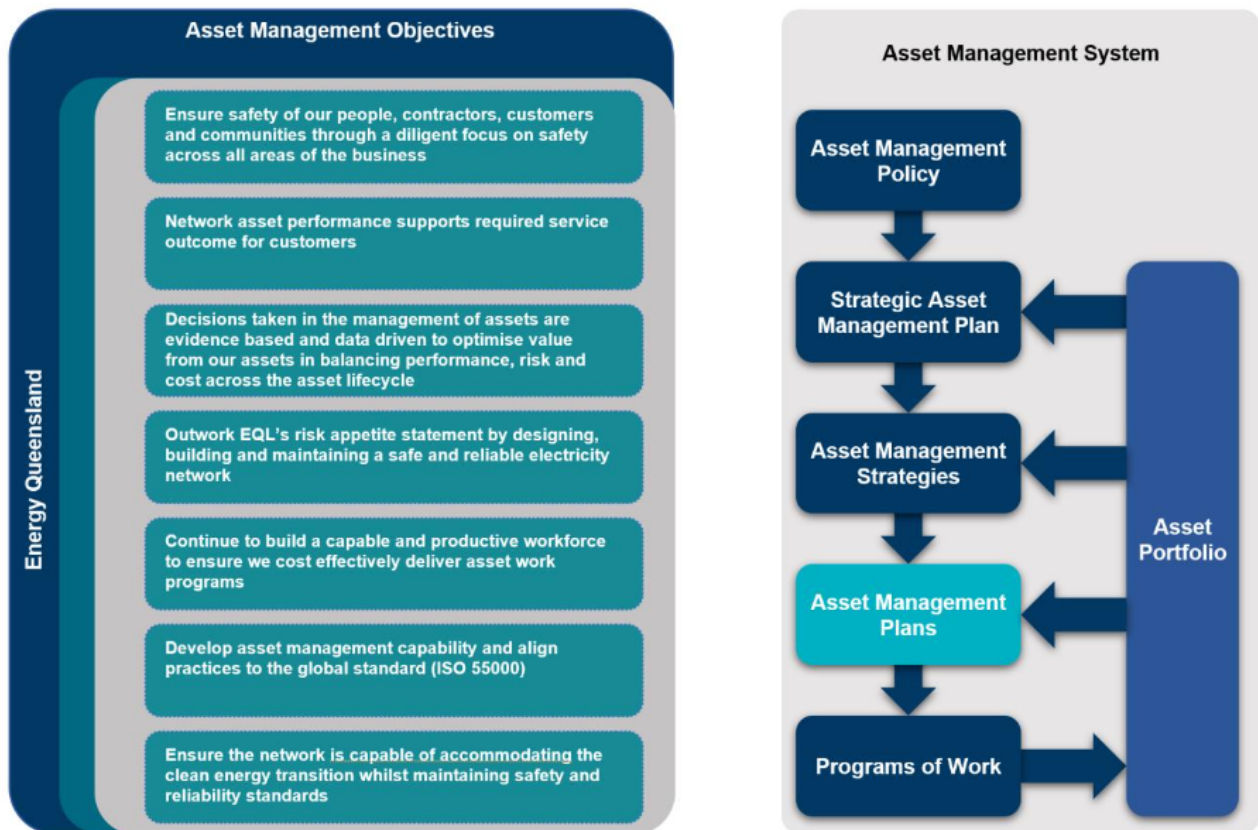 Asset Management Objectives
Energy Queensland
Ensure safety of our people, contractors, customers
and communities through a diligent focus on safety
across all areas of the business
Network asset performance supports required service
outcome for customers
Decisions taken in the management of assets are
evidence based and data driven to optimise value
from our assets in balancing performance, risk and
cost across the asset lifecycle
Outwork EQL's risk appetite statement by designing,
building and maintaining a safe and reliable electricity
network
Continue to build a capable and productive workforce
to ensure we cost effectively deliver asset work
programs
Develop asset management capability and align
practices to the global standard (ISO 55000)
Ensure the network is capable of accommodating the
clean energy transition whilst maintaining safety and
reliability standards
Asset Management System
Asset Management
Policy
Strategic Asset
Management Plan
Asset Management
Strategies
Asset Management
Plans
Programs of Work
Asset
Portfolio